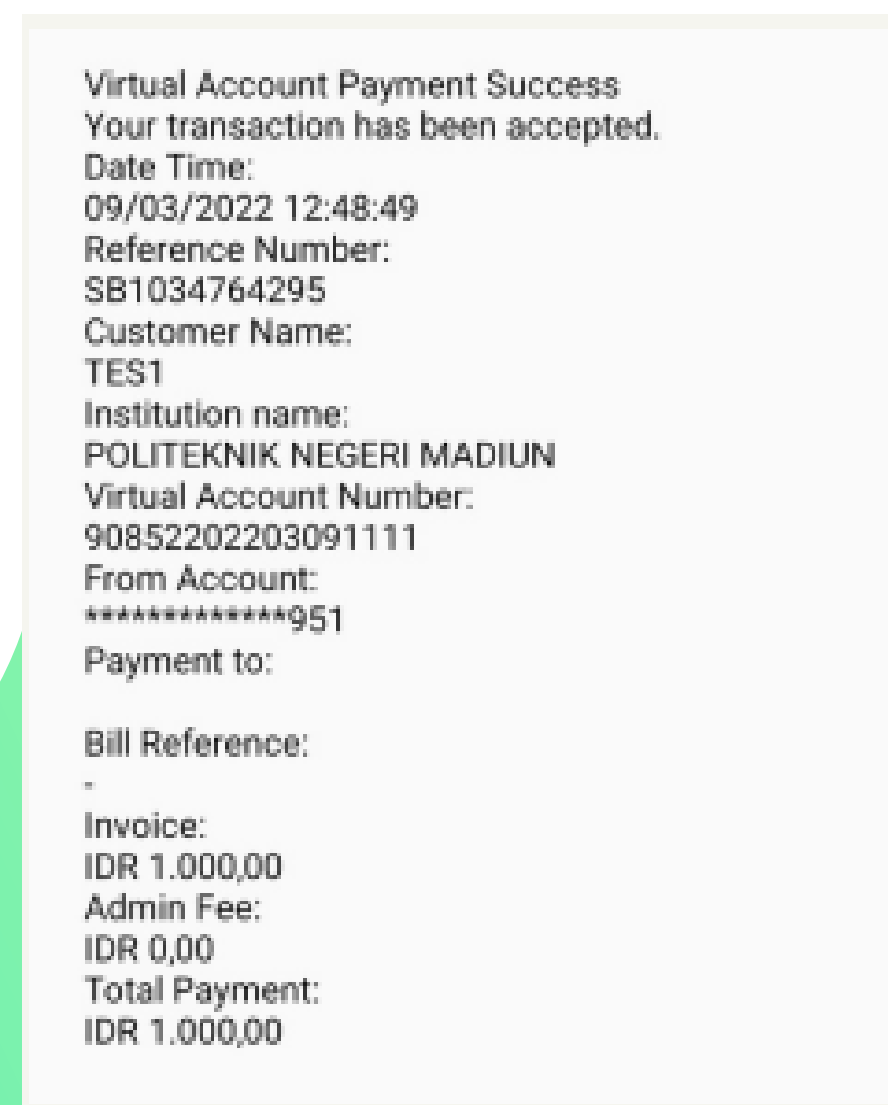 Virtual Account Payment Success
Your transaction has been accepted.
Date Time:
09/03/2022 12:48:49
Reference Number:
SB1034764295
Customer Name:
TES1
Institution name:
POLITEKNIK NEGERI MADIUN
Virtual Account Number:
908522022030911111
From Account:
*************951
Payment to:
Bill Reference:
-
Invoice:
IDR 1.000,00
Admin Fee:
IDR 0,00
Total Payment:
IDR 1.000,00